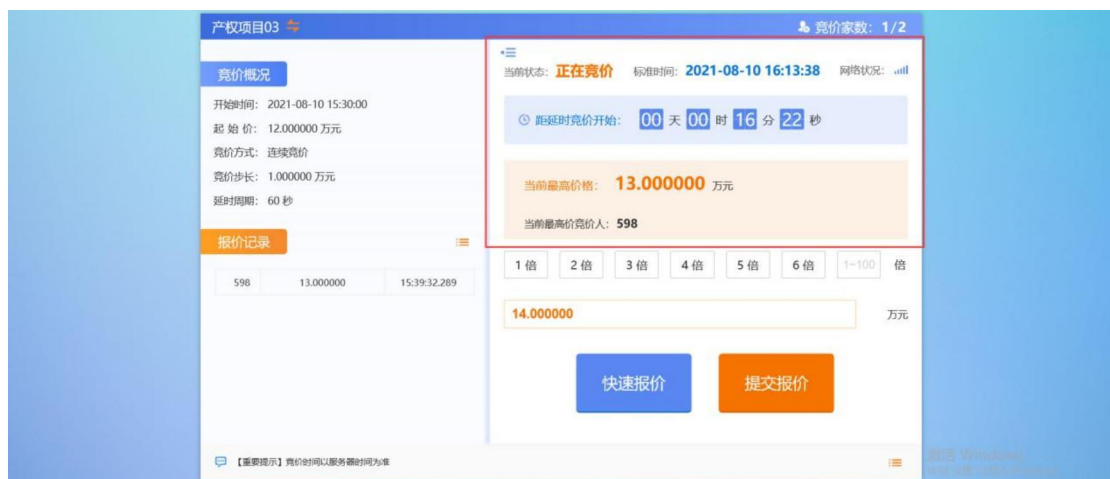 产权项目03
竞价家数: 1/2
竞价概况
开始时间: 2021-08-10 15:30:00
起 始 价: 12.000000 万元
竞价方式: 连续竞价
竞价步长: 1.000000 万元
延时周期: 60 秒
报价记录
598 13.000000 15:39:32.289
当前状态: 正在竞价 标准时间: 2021-08-10 16:13:38 网络状况:
距延时竞价开始: 00 天 00 时 16 分 22 秒
当前最高价格: 13.000000 万元
当前最高价竞价人: 598
1 倍 2 倍 3 倍 4 倍 5 倍 6 倍 1~100 倍
14.000000 万元
快速报价 提交报价
【重要提示】竞价时间以服务器时间为准
激活 Windows